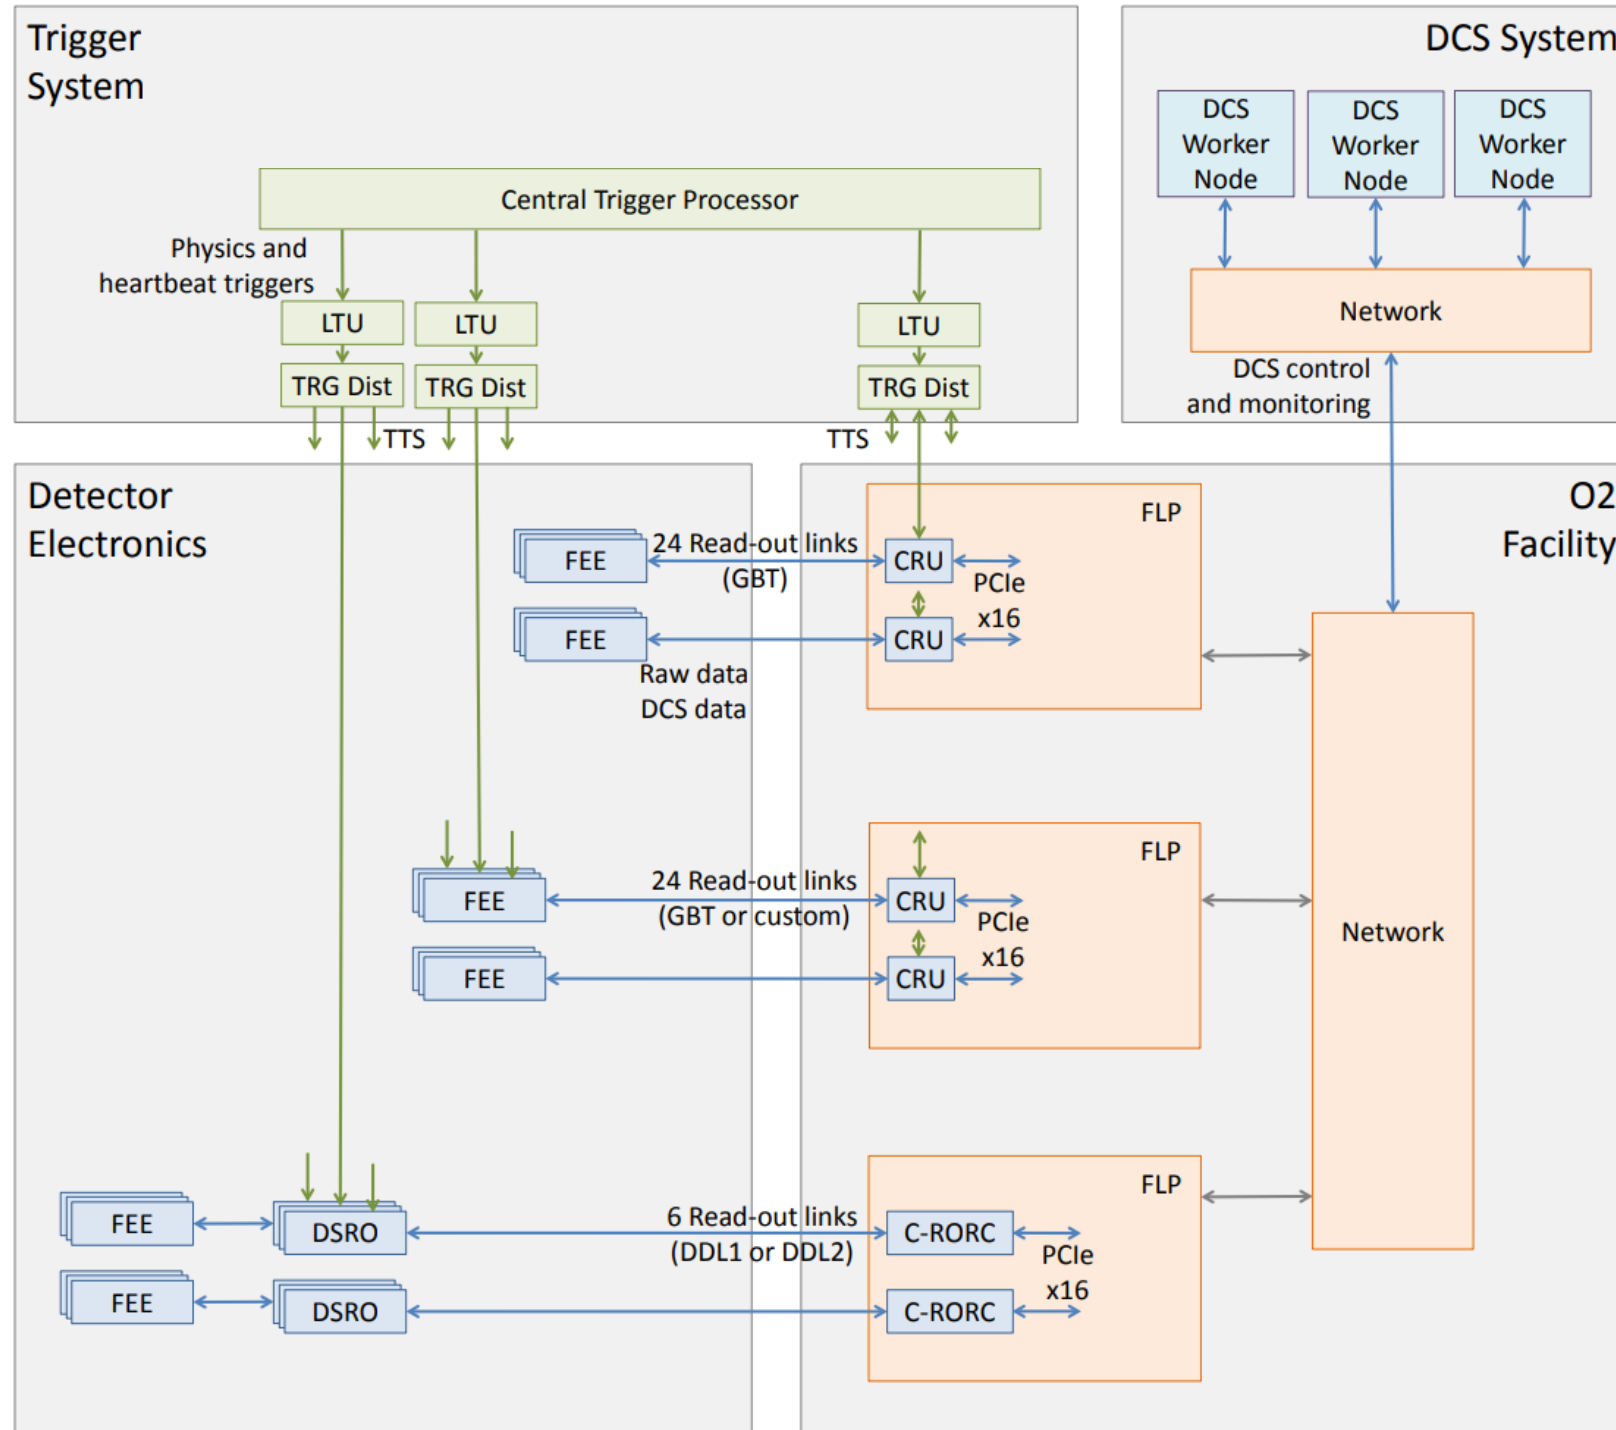 Trigger
System
DCS System
DCS
Worker
Node
DCS
Worker
Node
DCS
Worker
Node
Central Trigger Processor
Physics and
heartbeat triggers
LTU
LTU
LTU
Network
TRG Dist
TRG Dist
TRG Dist
DCS control
and monitoring
TTS
TTS
Detector
Electronics
O2
Facility
FLP
FEE
24 Read-out links
(GBT)
CRU
PCIe
x16
FEE
CRU
Raw data
DCS data
FLP
FEE
24 Read-out links
(GBT or custom)
CRU
PCIe
x16
FEE
CRU
Network
FLP
FEE
DSRO
6 Read-out links
(DDL1 or DDL2)
C-RORC
PCIe
x16
FEE
DSRO
C-RORC